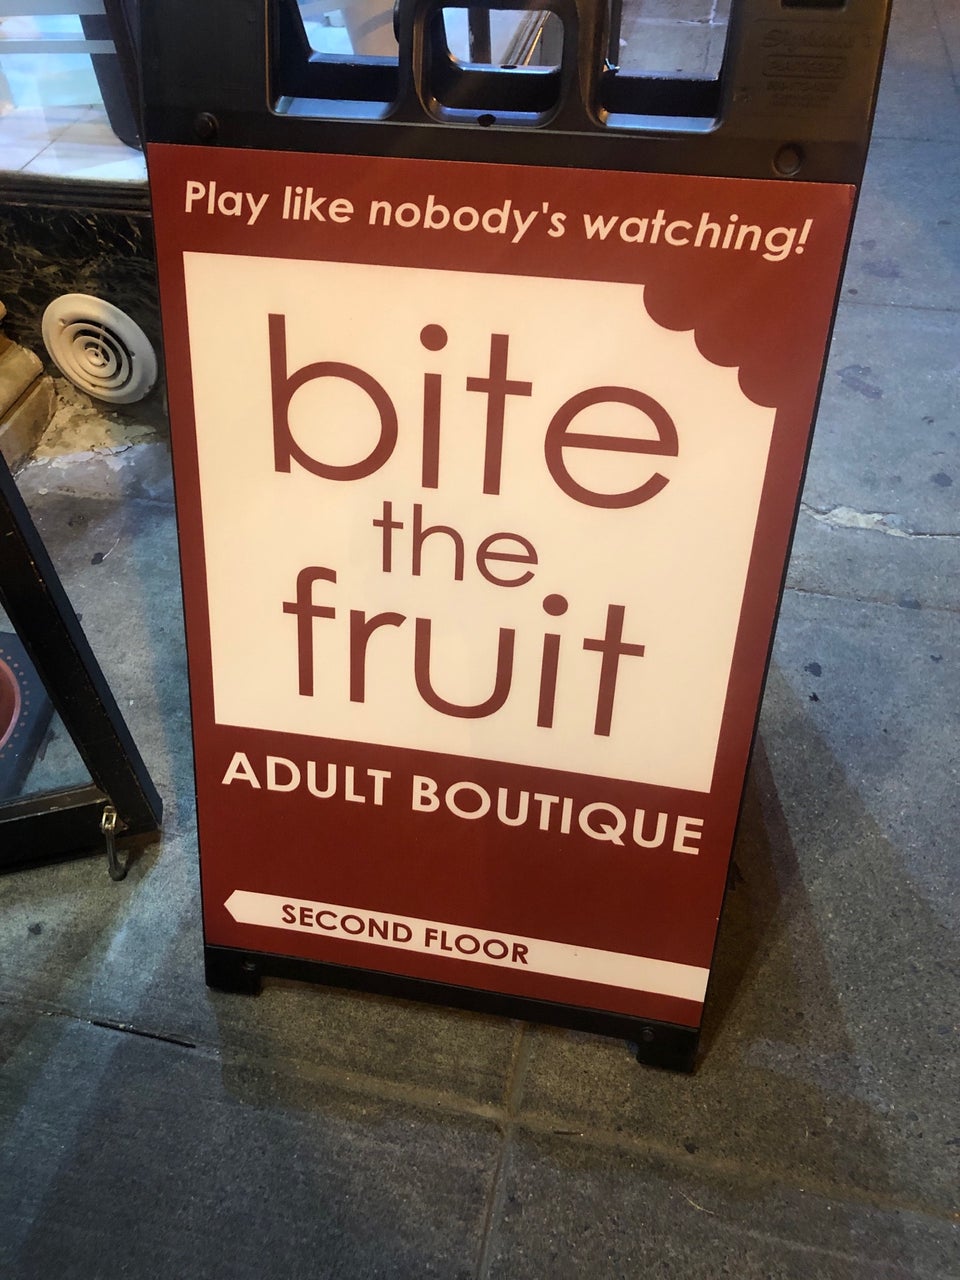 Play like nobody's watching!
bite
the
fruit
ADULT BOUTIQUE
SECOND FLOOR